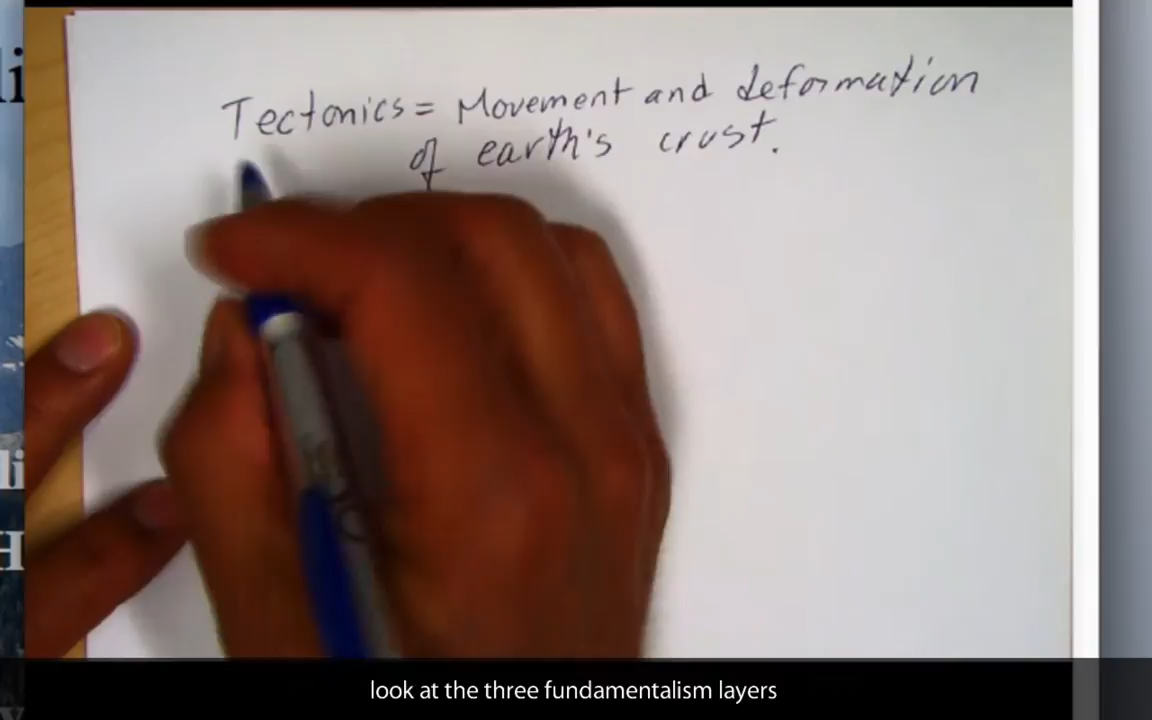 Tectonics = Movement and deformation
of earth's crust.
look at the three fundamentalism layers